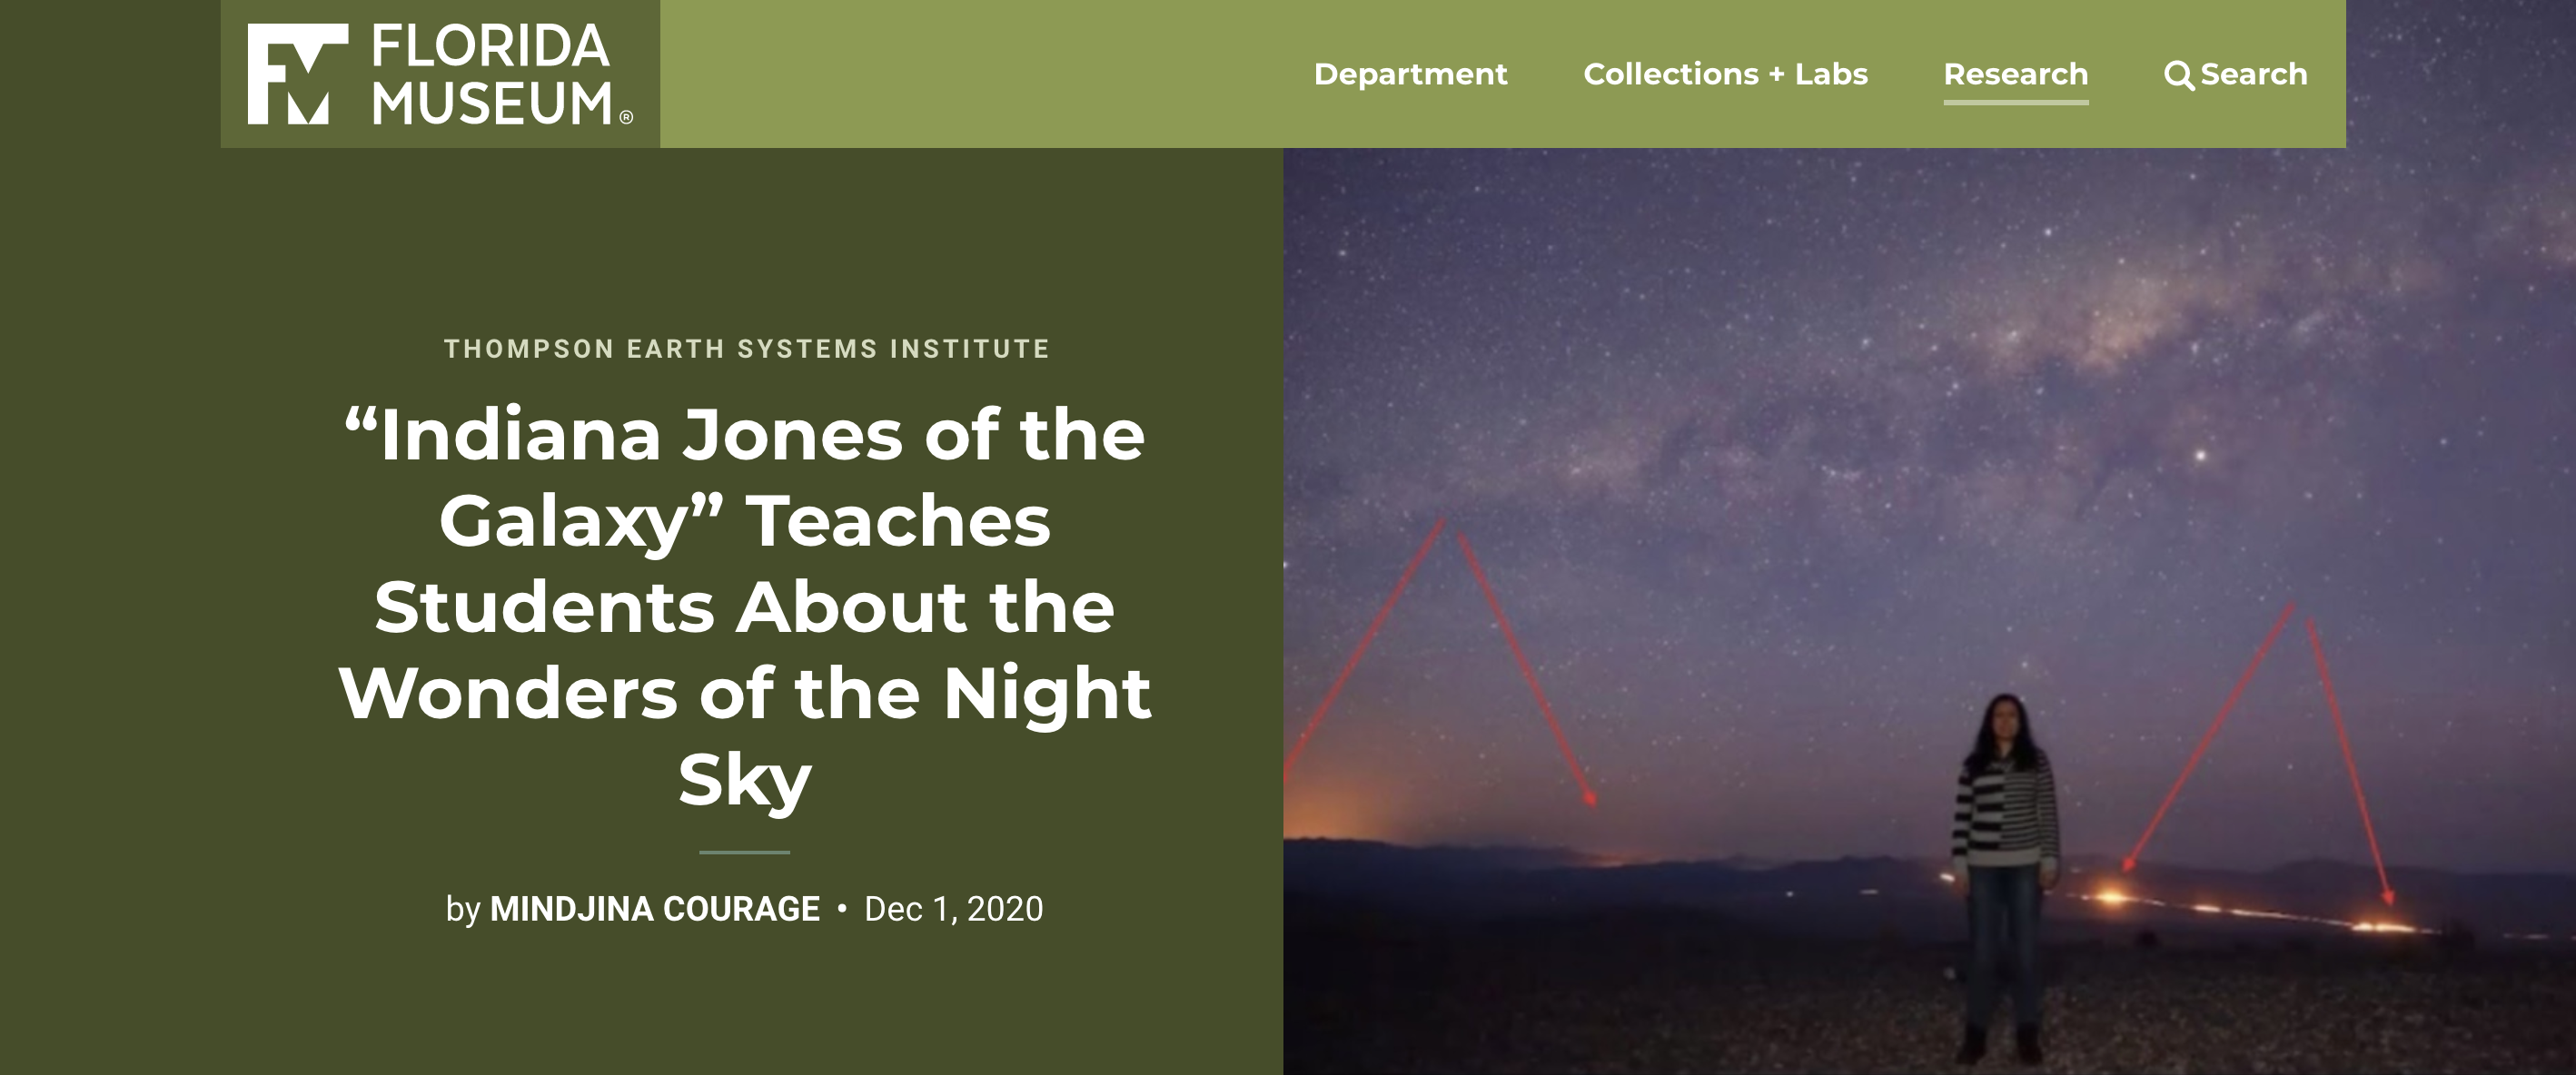 FLORIDA
MUSEUM®
Department
Collections + Labs
Research
Search
THOMPSON EARTH SYSTEMS INSTITUTE
“Indiana Jones of the
Galaxy” Teaches
Students About the
Wonders of the Night
Sky
by MINDJINA COURAGE • Dec 1, 2020